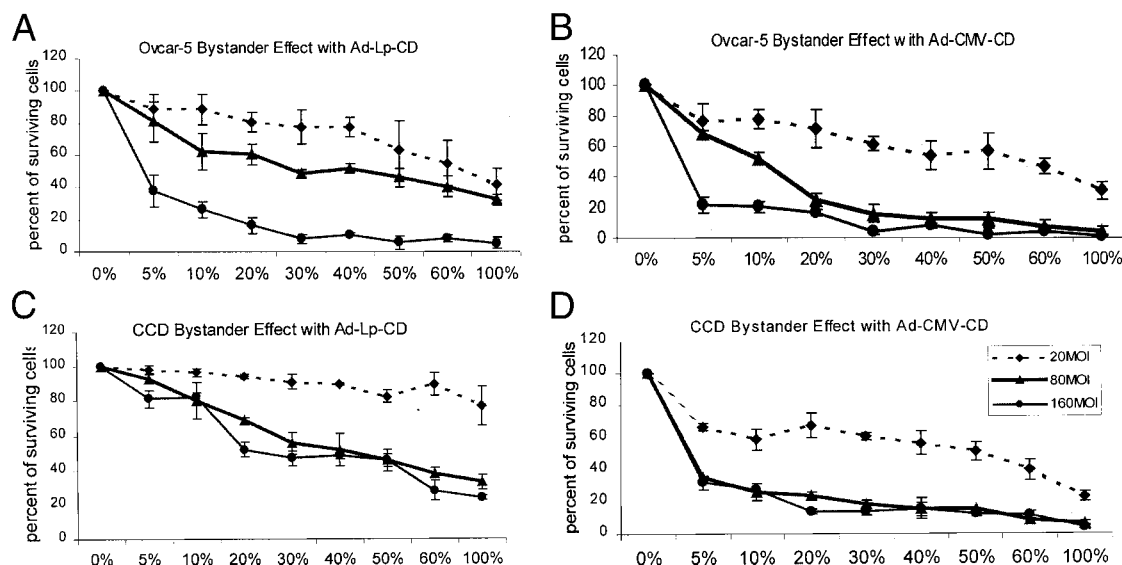 A
Ovcar-5 Bystander Effect with Ad-Lp-CD
percent of surviving cells
120
100
80
60
40
20
0
0% 5% 10% 20% 30% 40% 50% 60% 100%
B
Ovcar-5 Bystander Effect with Ad-CMV-CD
percent of surviving cells
120
100
80
60
40
20
0
0% 5% 10% 20% 30% 40% 50% 60% 100%
C
CCD Bystander Effect with Ad-Lp-CD
percent of surviving cells
120
100
80
60
40
20
0
0% 5% 10% 20% 30% 40% 50% 60% 100%
D
CCD Bystander Effect with Ad-CMV-CD
percent of surviving cells
120
100
80
60
40
20
0
0% 5% 10% 20% 30% 40% 50% 60% 100%
20MOI
80MOI
160MOI